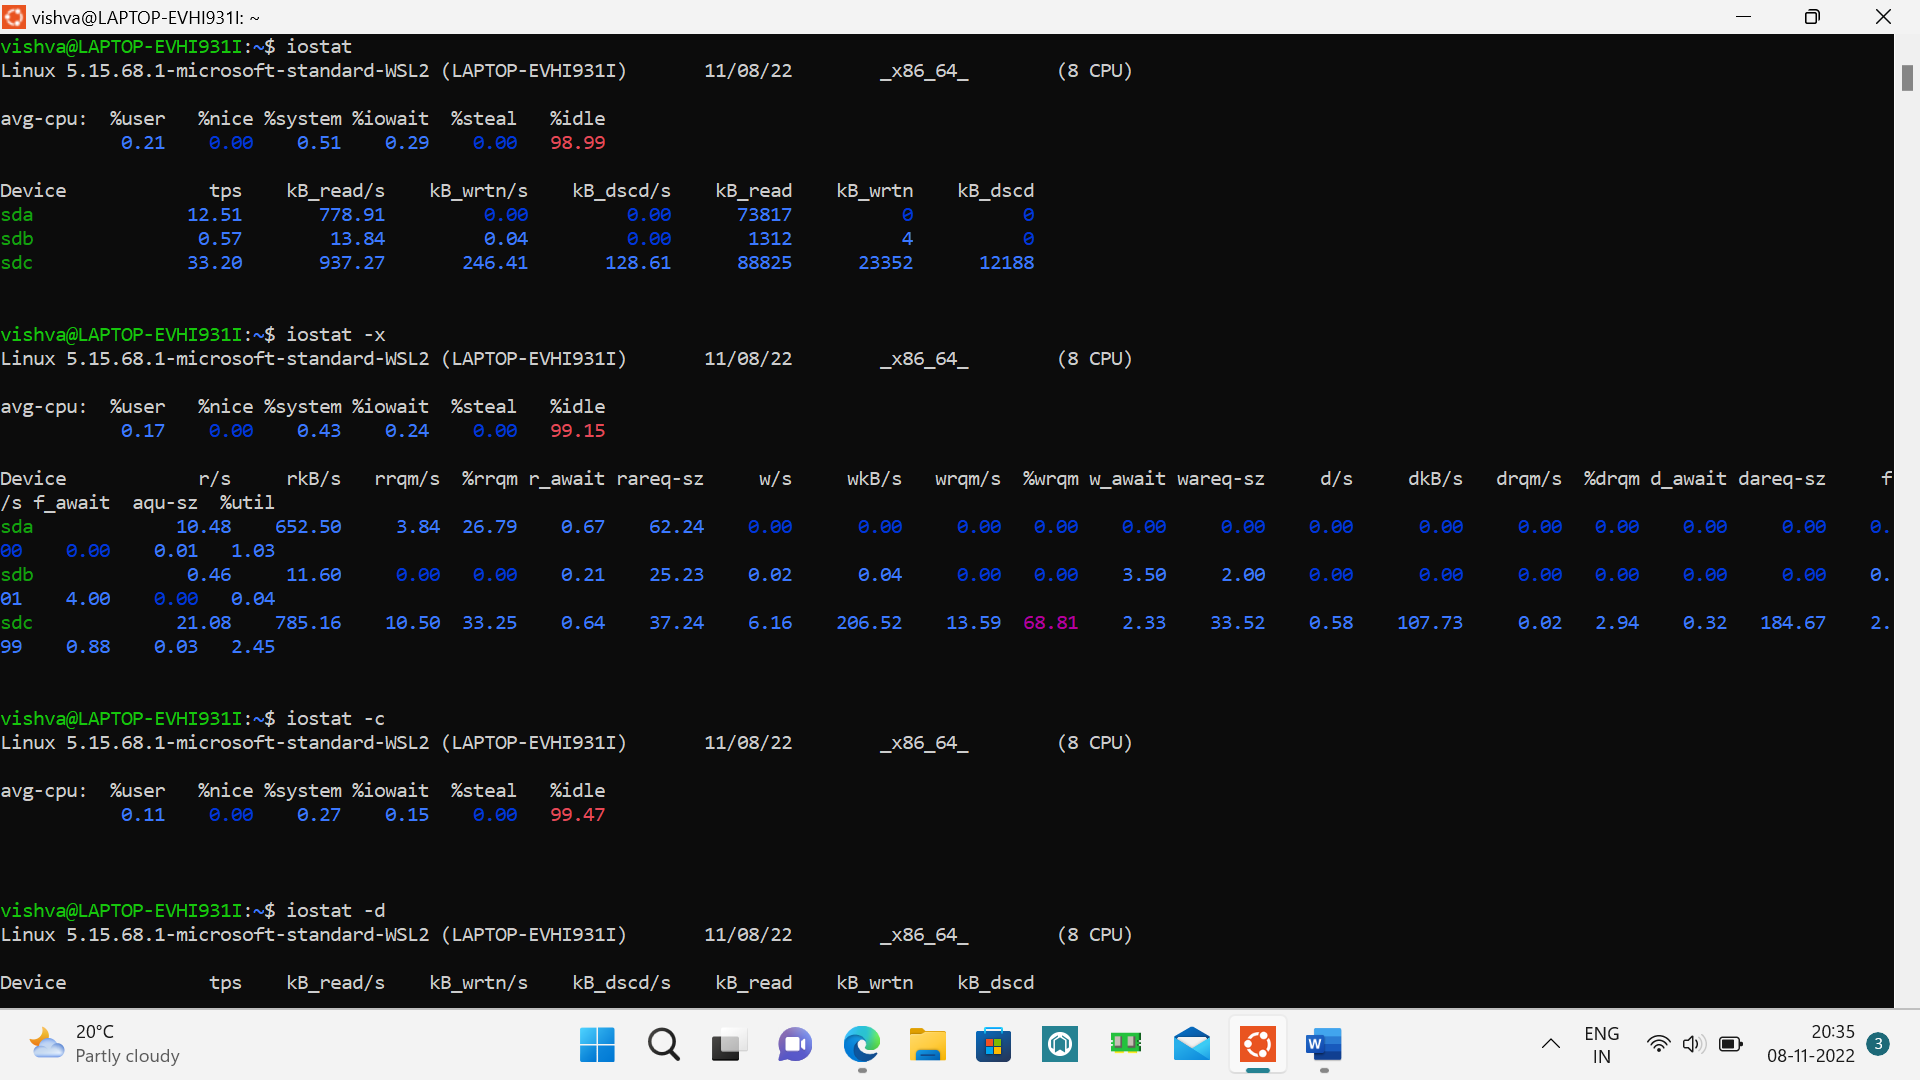 vishva@LAPTOP-EVHI931I: ~
vishva@LAPTOP-EVHI931I:~$ iostat
Linux 5.15.68.1-microsoft-standard-WSL2 (LAPTOP-EVHI931I) 11/08/22 _x86_64_ (8 CPU)
avg-cpu: %user %nice %system %iowait %steal %idle
0.21 0.00 0.51 0.29 0.00 98.99
Device tps kB_read/s kB_wrtn/s kB_dscd/s kB_read kB_wrtn kB_dscd
sda 12.51 778.91 0.00 0.00 73817 0 0
sdb 0.57 13.84 0.04 0.00 1312 4 0
sdc 33.20 937.27 246.41 128.61 88825 23352 12188
vishva@LAPTOP-EVHI931I:~$ iostat -x
Linux 5.15.68.1-microsoft-standard-WSL2 (LAPTOP-EVHI931I) 11/08/22 _x86_64_ (8 CPU)
avg-cpu: %user %nice %system %iowait %steal %idle
0.17 0.00 0.43 0.24 0.00 99.15
Device r/s rkB/s rrqm/s %rrqm r_await rareq-sz w/s wkB/s wrqm/s %wrqm w_await wareq-sz d/s dkB/s drqm/s %drqm d_await dareq-sz f
/s f_await aqu-sz %util
sda 10.48 652.50 3.84 26.79 0.67 62.24 0.00 0.00 0.00 0.00 0.00 0.00 0.00 0.00 0.00 0.00 0.00 0.00 0.
00 0.00 0.01 1.03
sdb 0.46 11.60 0.00 0.00 0.21 25.23 0.02 0.04 0.00 0.00 3.50 2.00 0.00 0.00 0.00 0.00 0.00 0.00 0.
01 4.00 0.00 0.04
sdc 21.08 785.16 10.50 33.25 0.64 37.24 6.16 206.52 13.59 68.81 2.33 33.52 0.58 107.73 0.02 2.94 0.32 184.67 2.
99 0.88 0.03 2.45
vishva@LAPTOP-EVHI931I:~$ iostat -c
Linux 5.15.68.1-microsoft-standard-WSL2 (LAPTOP-EVHI931I) 11/08/22 _x86_64_ (8 CPU)
avg-cpu: %user %nice %system %iowait %steal %idle
0.11 0.00 0.27 0.15 0.00 99.47
vishva@LAPTOP-EVHI931I:~$ iostat -d
Linux 5.15.68.1-microsoft-standard-WSL2 (LAPTOP-EVHI931I) 11/08/22 _x86_64_ (8 CPU)
Device tps kB_read/s kB_wrtn/s kB_dscd/s kB_read kB_wrtn kB_dscd
20°C
Partly cloudy
W
ENG
IN
20:35
08-11-2022
3